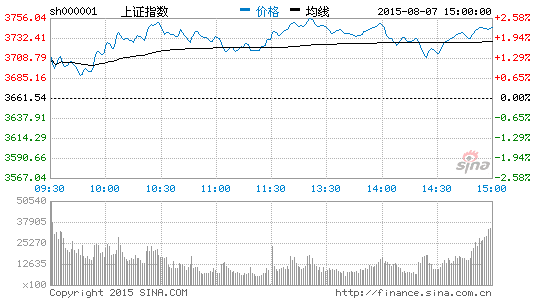 sh000001 上证指数 价格 均线 2015-08-07 15:00:00
3756.04 2.58%
3732.41 1.94%
3708.79 1.29%
3685.16 0.65%
3661.54 0.00%
3637.91 0.65%
3614.29 1.29%
3590.66 1.94%
3567.04 2.58%
sina
09:30 10:00 10:30 11:00 11:30 13:30 14:00 14:30 15:00
50540
37905
25270
12635
x100
Copyright 2015 SINA.COM http://finance.sina.com.cn